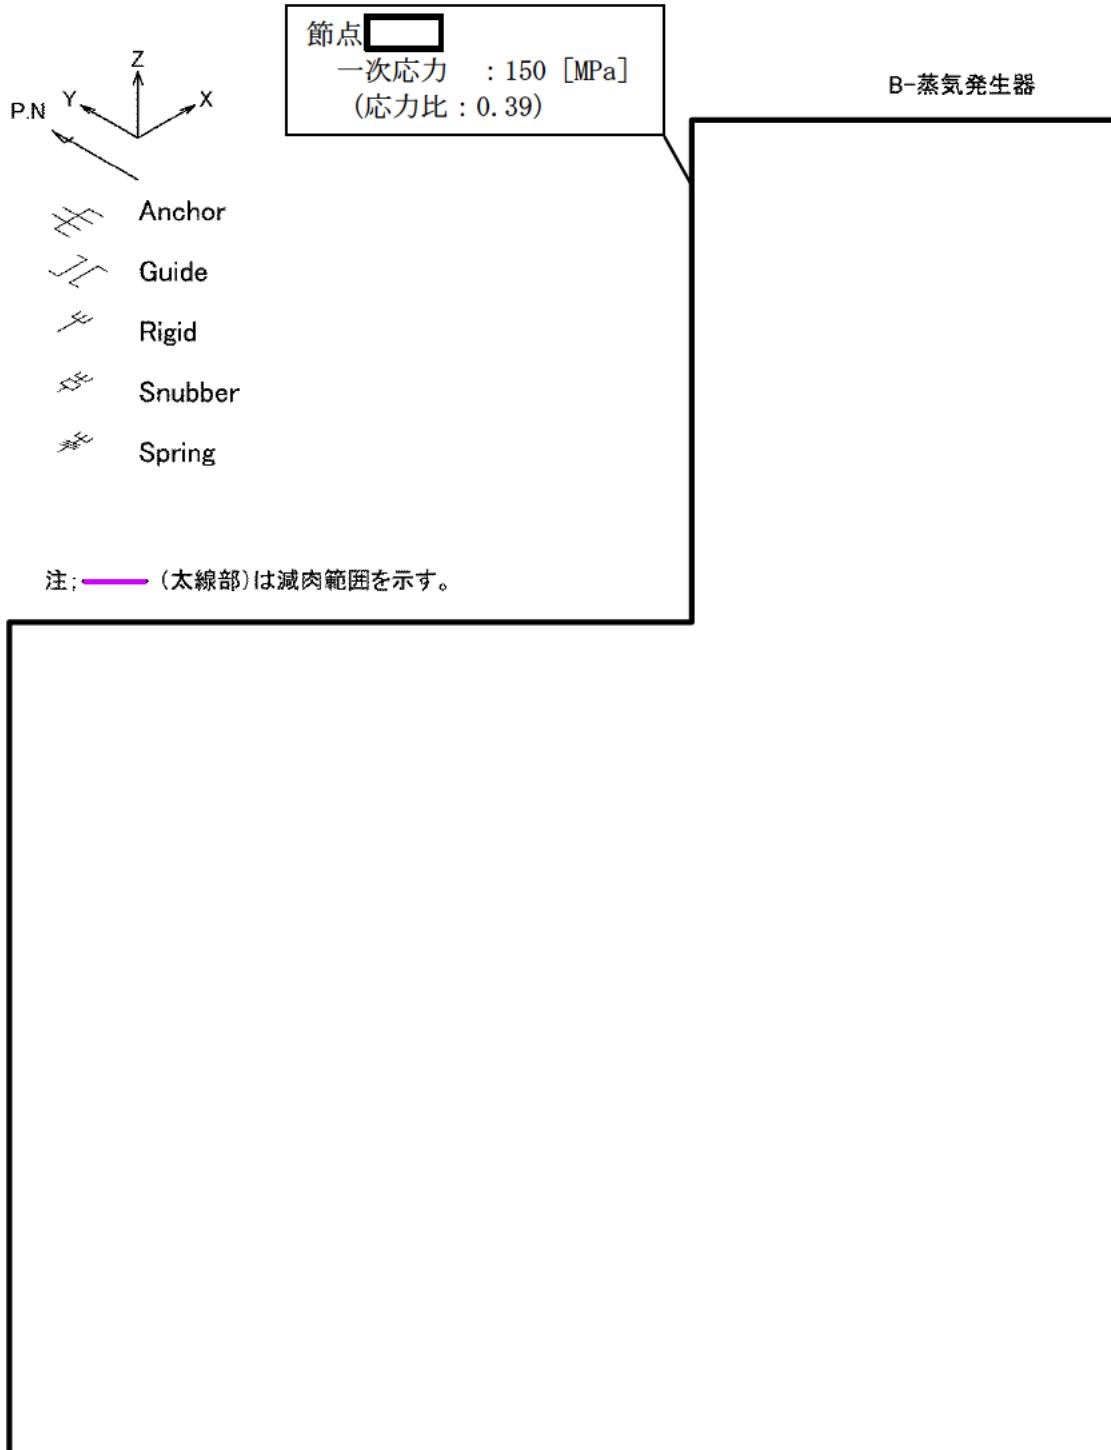 節点
一次応力 : 150 [MPa]
(応力比：0.39)
B-蒸気発生器
Z
Y
X
P.N
Anchor
Guide
Rigid
Snubber
Spring
注; (太線部)は減肉範囲を示す。